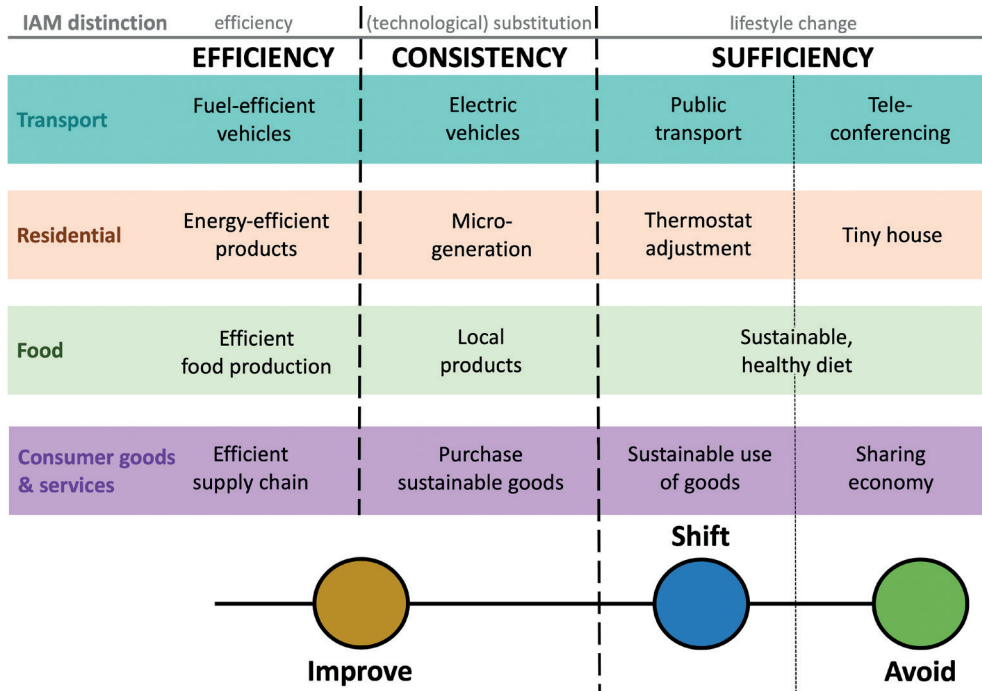 IAM distinction efficiency (technological) substitution lifestyle change
EFFICIENCY CONSISTENCY SUFFICIENCY
Transport
Fuel-efficient
vehicles
Electric
vehicles
Public
transport
Tele-
conferencing
Residential
Energy-efficient
products
Micro-
generation
Thermostat
adjustment
Tiny house
Food
Efficient
food production
Local
products
Sustainable,
healthy diet
Consumer goods
& services
Efficient
supply chain
Purchase
sustainable goods
Sustainable use
of goods
Sharing
economy
Shift
Improve
Avoid